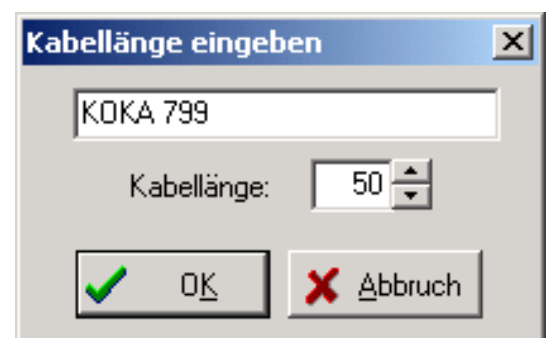 Kabellänge eingeben
KOKA 799
Kabellänge: 50
OK Abbruch